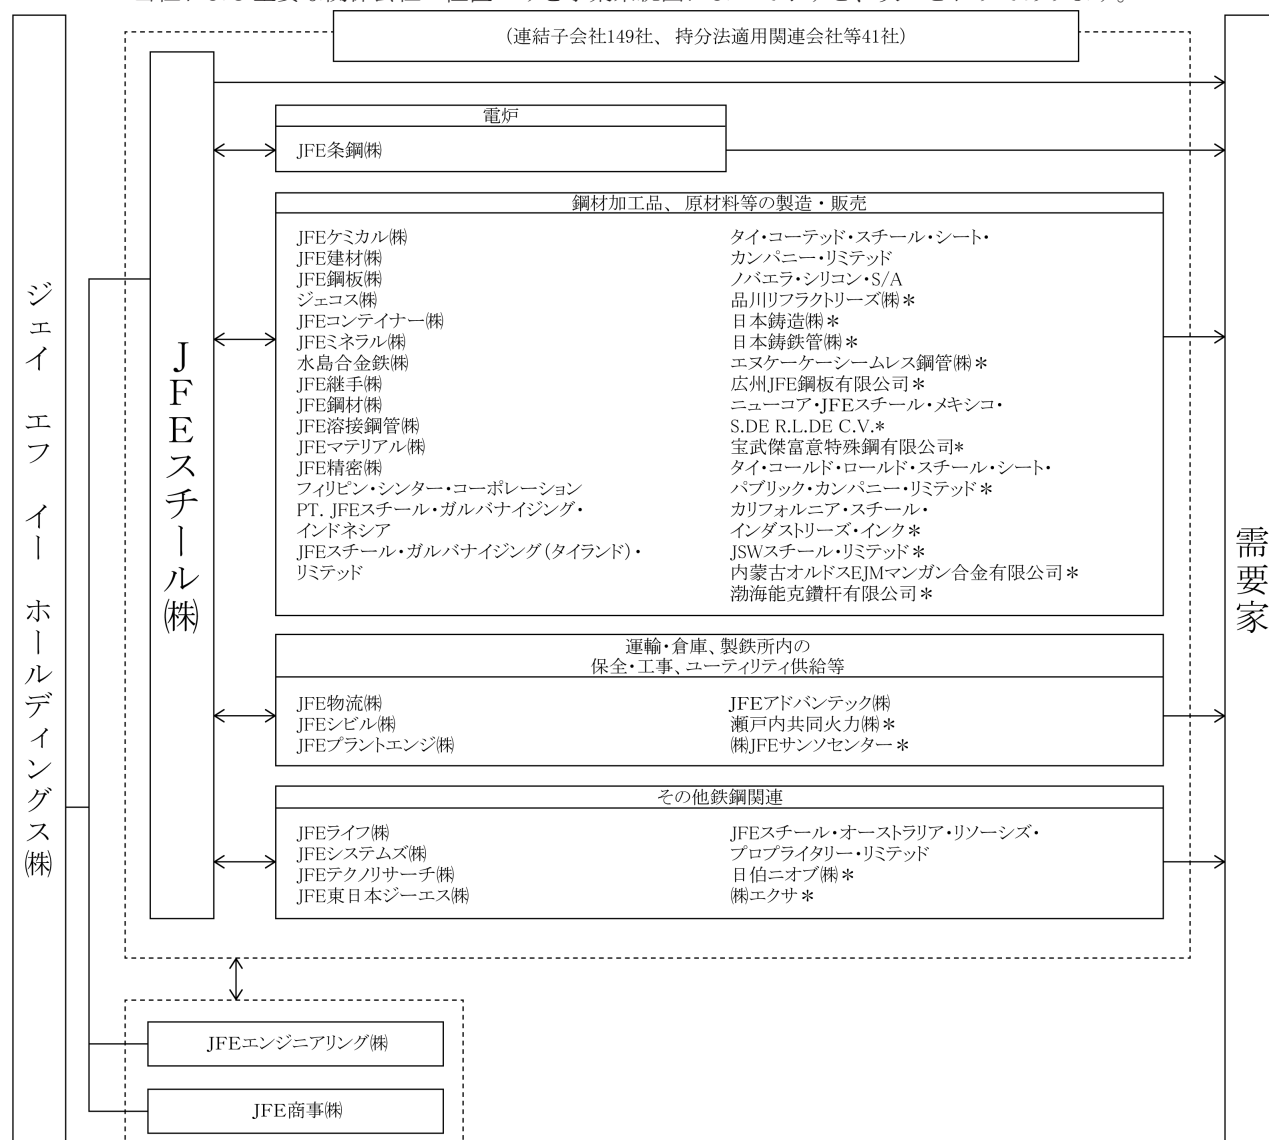 (連結子会社149社、持分法適用関連会社等41社)
ジェイ エフ イー ホールディングス㈱
JFEスチール㈱
電炉
JFE条鋼㈱
鋼材加工品、原材料等の製造・販売
JFEケミカル㈱
JFE建材㈱
JFE鋼板㈱
ジェコス㈱
JFEコンテイナー㈱
JFEミネラル㈱
水島合金鉄㈱
JFE継手㈱
JFE鋼材㈱
JFE溶接鋼管㈱
JFEマテリアル㈱
JFE精密㈱
フィリピン・シンター・コーポレーション
PT. JFEスチール・ガルバナイジング・
インドネシア
JFEスチール・ガルバナイジング(タイランド)・
リミテッド
タイ・コーテッド・スチール・シート・
カンパニー・リミテッド
ノバエラ・シリコン・S/A
品川リフラクトリーズ㈱*
日本鋳造㈱*
日本鋳鉄管㈱*
エヌケーケーシームレス鋼管㈱*
広州JFE鋼板有限公司*
ニューコア・JFEスチール・メキシコ・
S.DE R.L.DE C.V.*
宝武傑富意特殊鋼有限公司*
タイ・コールド・ロールド・スチール・シート・
パブリック・カンパニー・リミテッド*
カリフォルニア・スチール・
インダストリーズ・インク*
JSWスチール・リミテッド*
内蒙古オルドスEJMマンガン合金有限公司*
渤海能克鑽杆有限公司*
運輸・倉庫、製鉄所内の
保全・工事、ユーティリティ供給等
JFE物流㈱
JFEシビル㈱
JFEプラントエンジ㈱
JFEアドバンテック㈱
瀬戸内共同火力㈱*
㈱JFEサンソセンター*
その他鉄鋼関連
JFEライフ㈱
JFEシステムズ㈱
JFEテクノリサーチ㈱
JFE東日本ジーエス㈱
JFEスチール・オーストラリア・リソーシズ・
プロプライタリー・リミテッド
日伯ニオブ㈱*
㈱エクサ*
需要家
JFEエンジニアリング㈱
JFE商事㈱